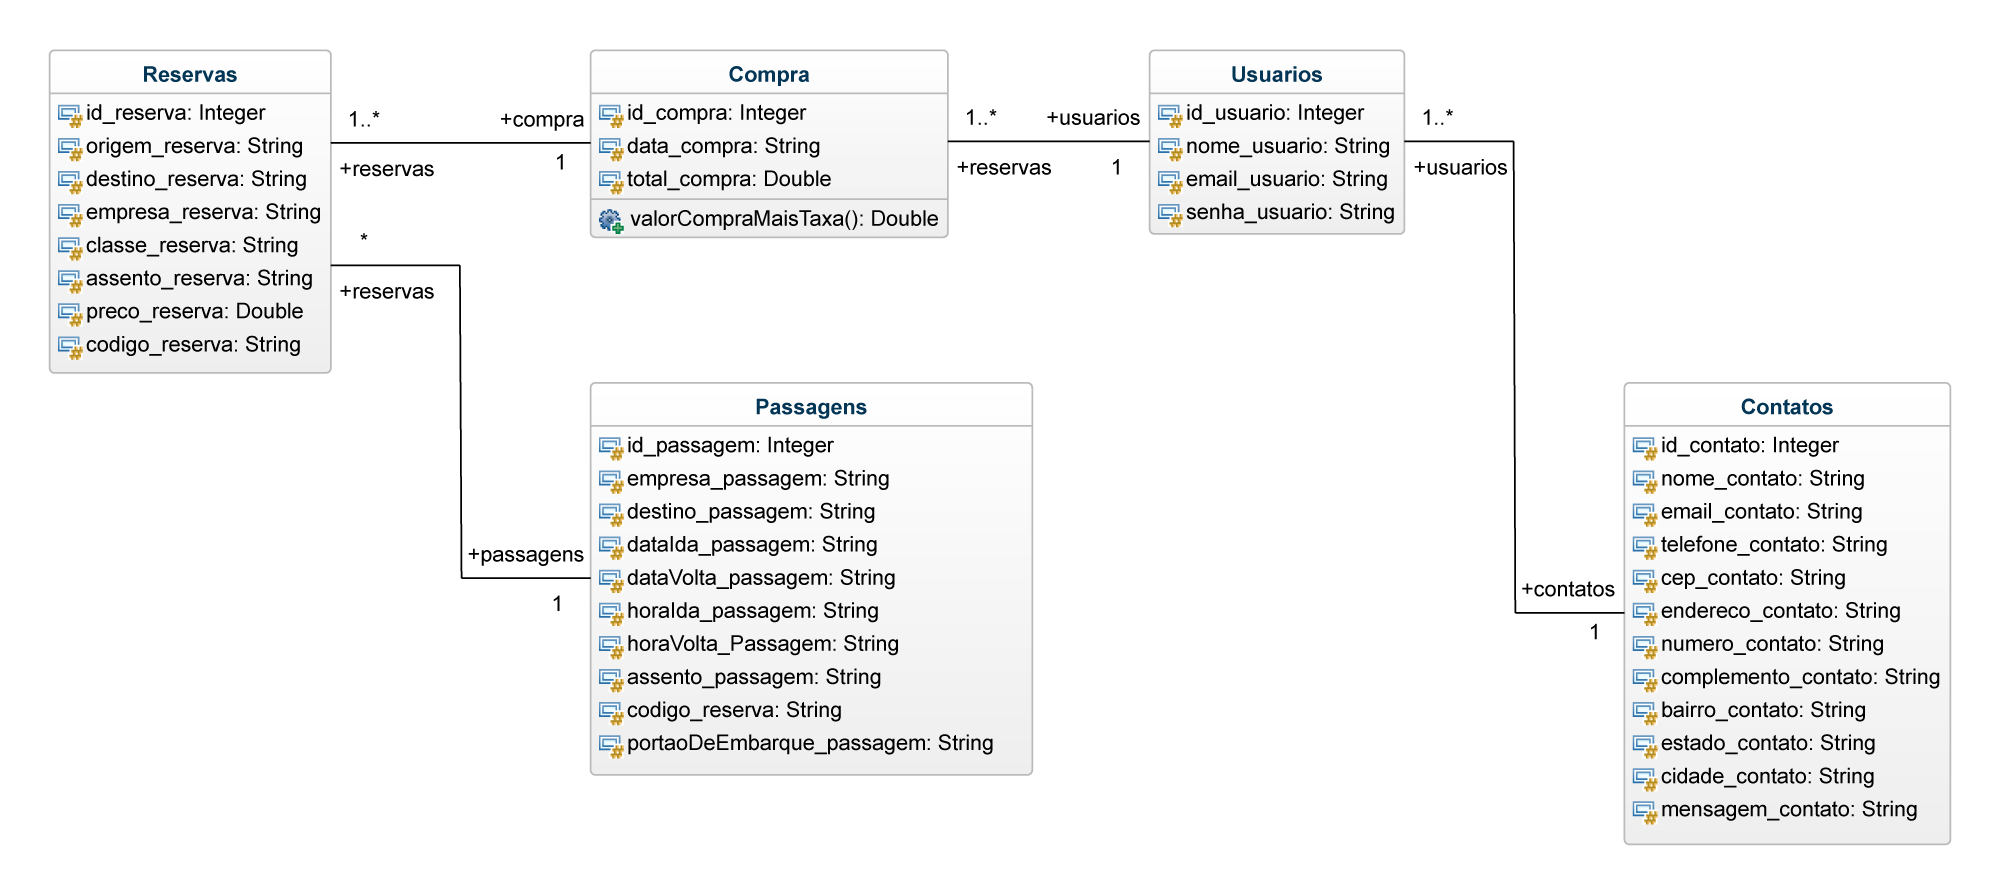 Reservas
id_reserva: Integer
origem_reserva: String
destino_reserva: String
empresa_reserva: String
classe_reserva: String
assento_reserva: String
preco_reserva: Double
codigo_reserva: String
1..*
+reservas
+compra
1
*
+reservas
+passagens
1
Compra
id_compra: Integer
data_compra: String
total_compra: Double
valorCompraMaisTaxa(): Double
1..*
+reservas
+usuarios
1
Usuarios
id_usuario: Integer
nome_usuario: String
email_usuario: String
senha_usuario: String
1..*
+usuarios
+contatos
1
Passagens
id_passagem: Integer
empresa_passagem: String
destino_passagem: String
dataIda_passagem: String
dataVolta_passagem: String
horaIda_passagem: String
horaVolta_Passagem: String
assento_passagem: String
codigo_reserva: String
portaoDeEmbarque_passagem: String
Contatos
id_contato: Integer
nome_contato: String
email_contato: String
telefone_contato: String
cep_contato: String
endereco_contato: String
numero_contato: String
complemento_contato: String
bairro_contato: String
estado_contato: String
cidade_contato: String
mensagem_contato: String